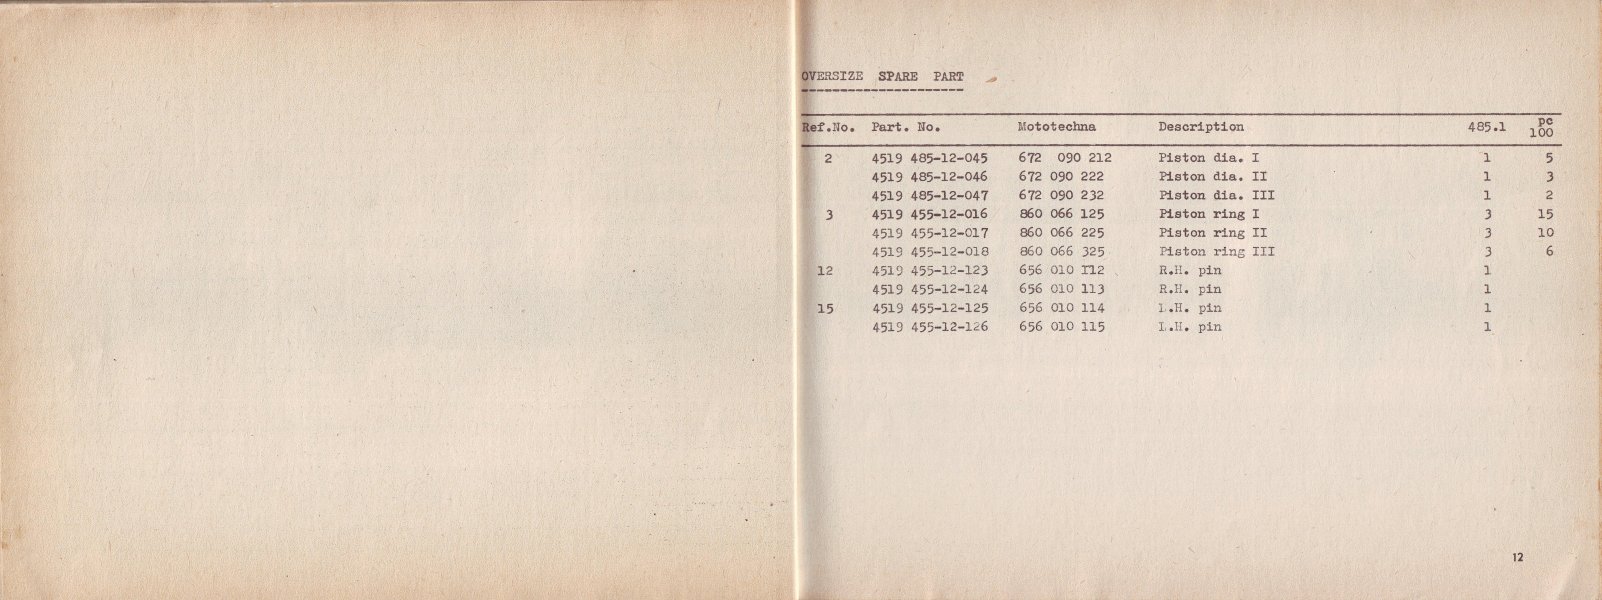 OVERSIZE SPARE PART
Ref.No. Part. No. Mototechna Description 485.1 pc 100
2 4519 485-12-045 672 090 212 Piston dia. I 1 5
4519 485-12-046 672 090 222 Piston dia. II 1 3
4519 485-12-047 672 090 232 Piston dia. III 1 2
3 4519 455-12-016 860 066 125 Piston ring I 3 15
4519 455-12-017 860 066 225 Piston ring II 3 10
4519 455-12-018 860 066 325 Piston ring III 3 6
12 4519 455-12-123 656 010 112 R.H. pin 1
4519 455-12-124 656 010 113 R.H. pin 1
15 4519 455-12-125 656 010 114 L.H. pin 1
4519 455-12-126 656 010 115 L.H. pin 1
12